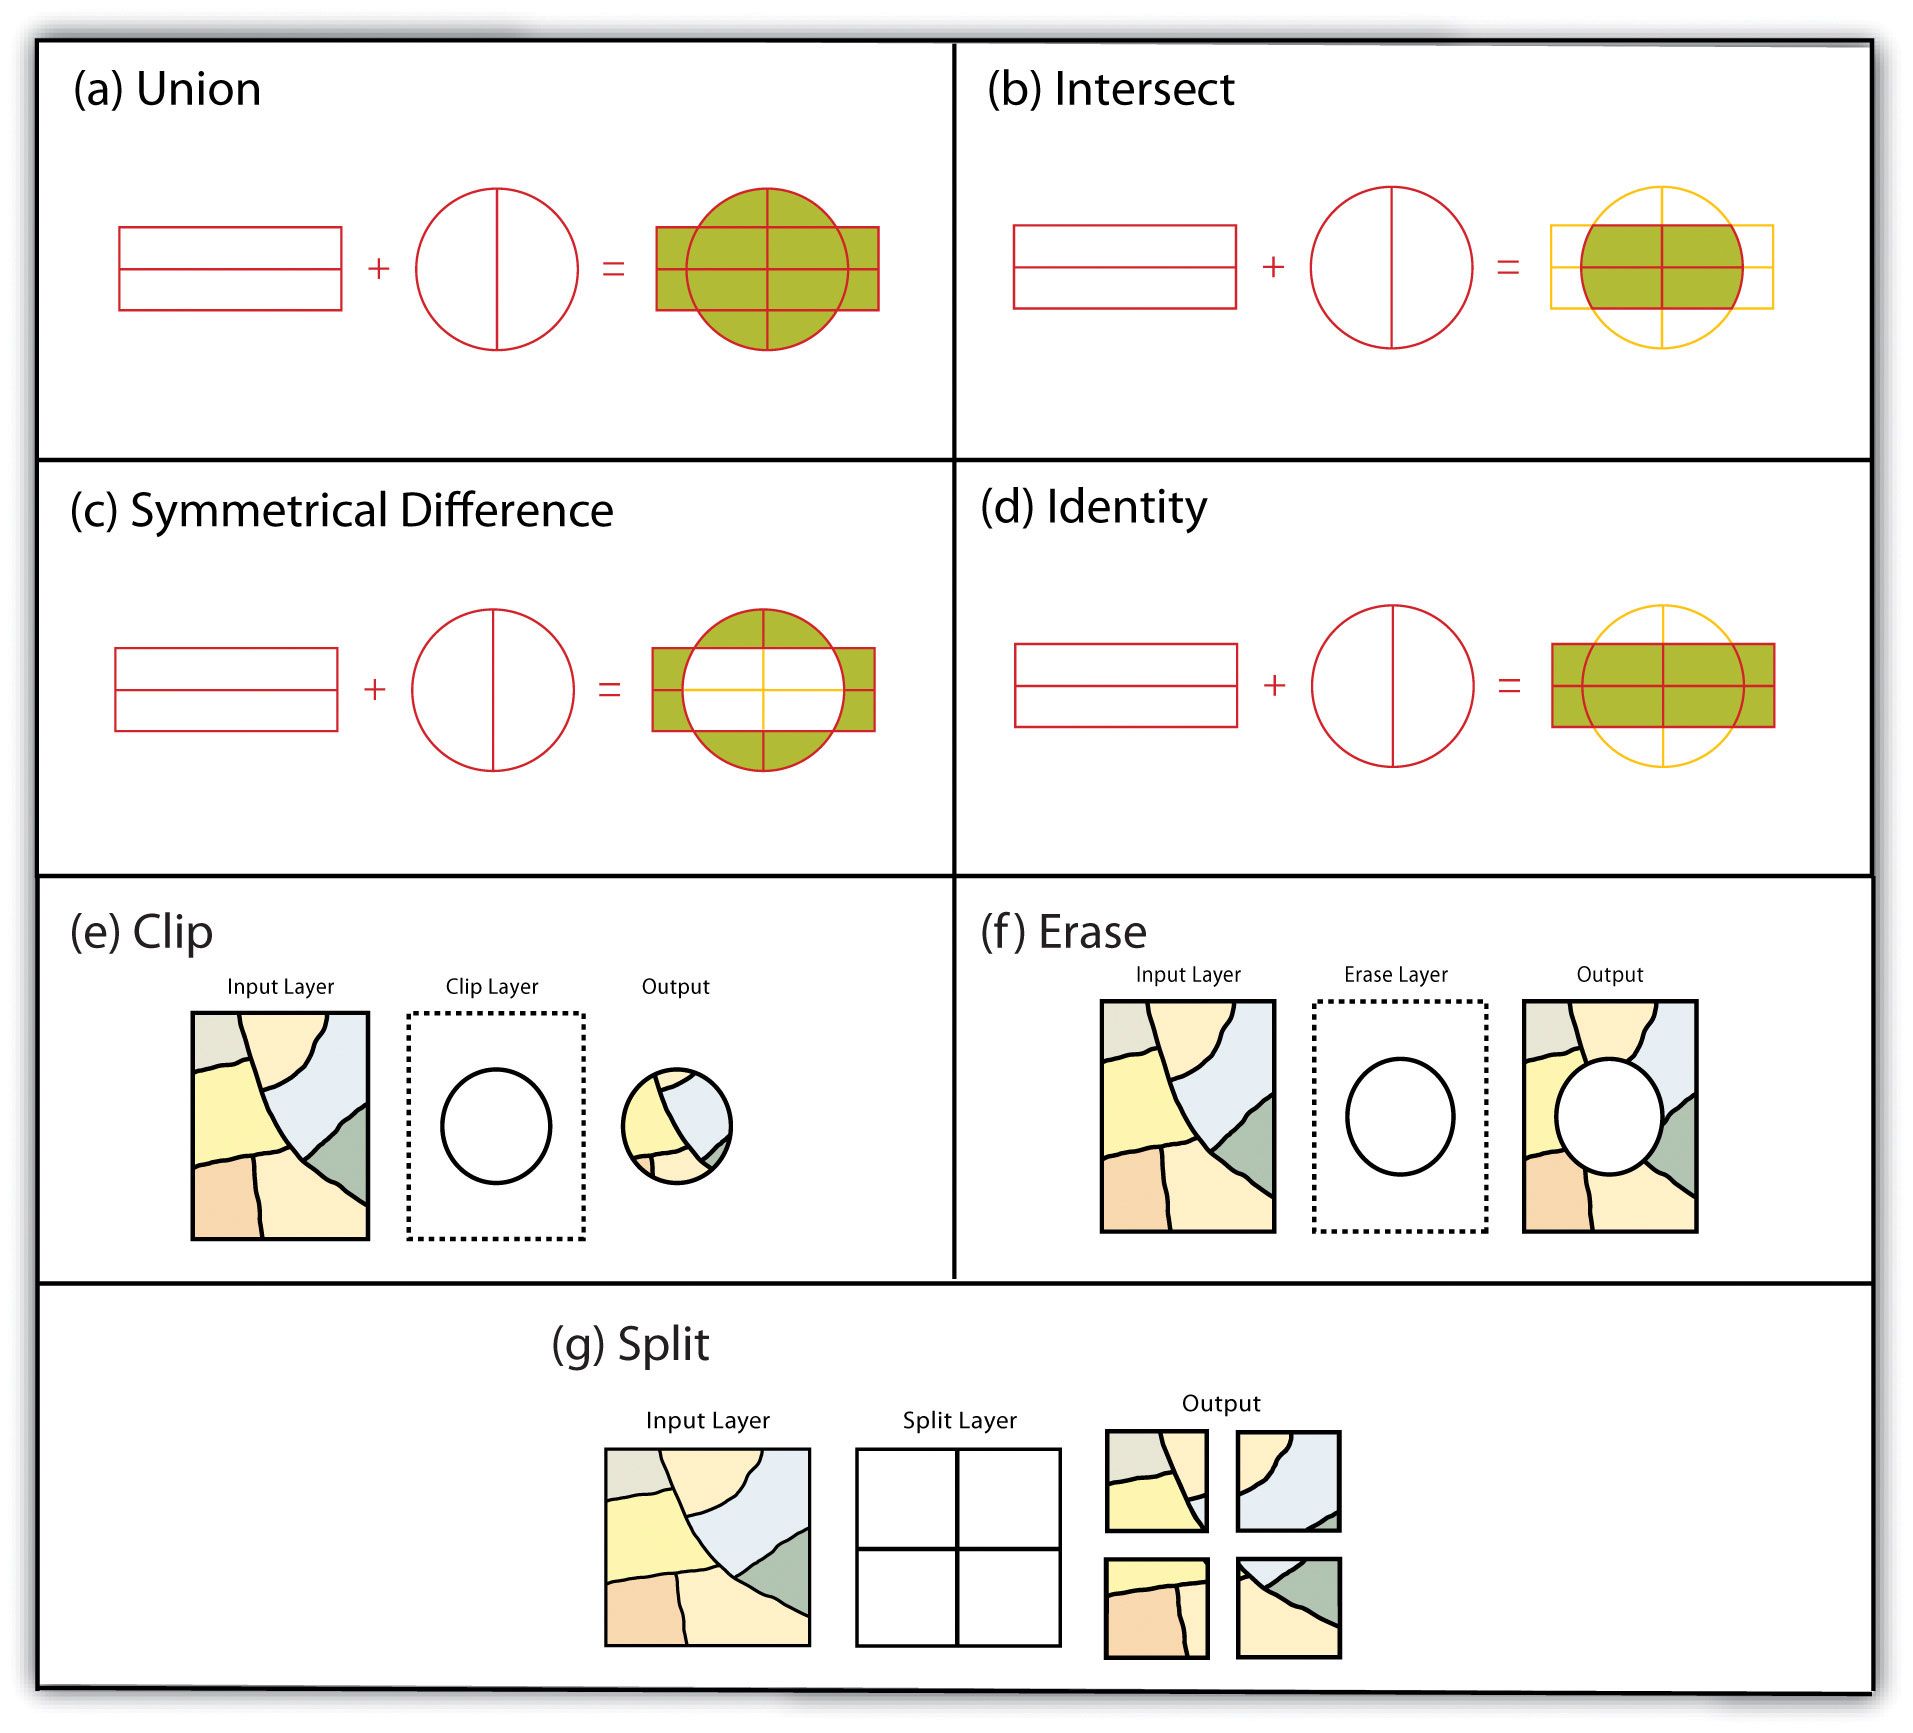 (a) Union
+ =
(b) Intersect
+ =
(c) Symmetrical Difference
+ =
(d) Identity
+ =
(e) Clip
Input Layer Clip Layer Output
(f) Erase
Input Layer Erase Layer Output
(g) Split
Input Layer Split Layer Output